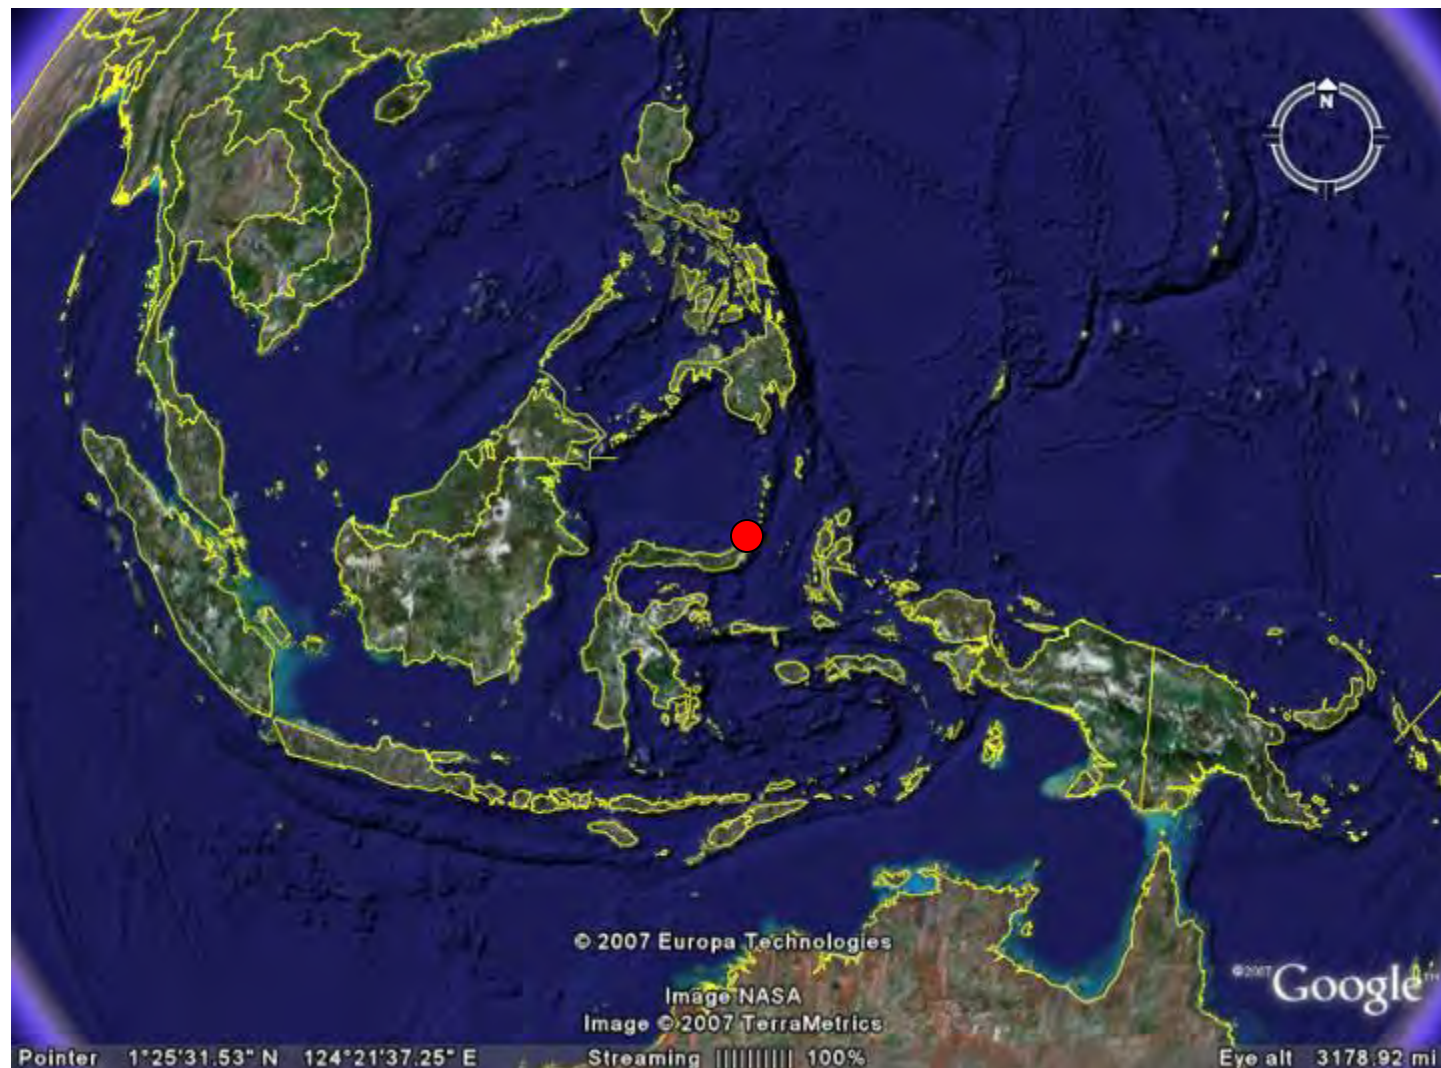 N
© 2007 Europa Technologies
Image NASA
Image © 2007 TerraMetrics
©2007 Google™
Pointer 1°25'31.53" N 124°21'37.25" E Streaming |||||||||| 100% Eye alt 3178.92 mi